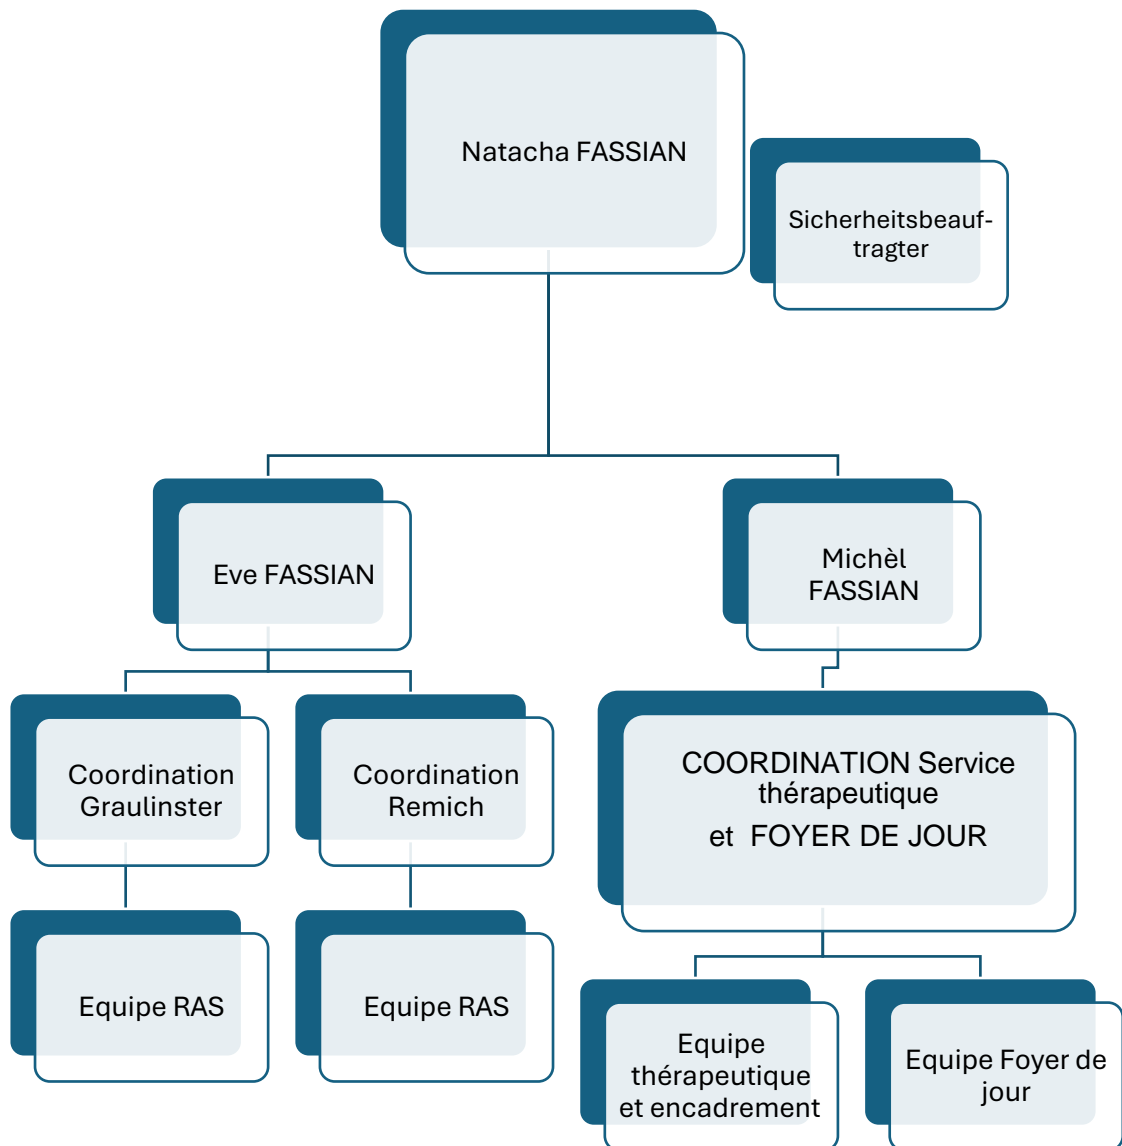 Natacha FASSIAN
Sicherheitsbeauf-
tragter
Eve FASSIAN
Michèl
FASSIAN
Coordination
Graulinster
Coordination
Remich
COORDINATION Service
thérapeutique
et FOYER DE JOUR
Equipe RAS
Equipe RAS
Equipe
thérapeutique
et encadrement
Equipe Foyer de
jour